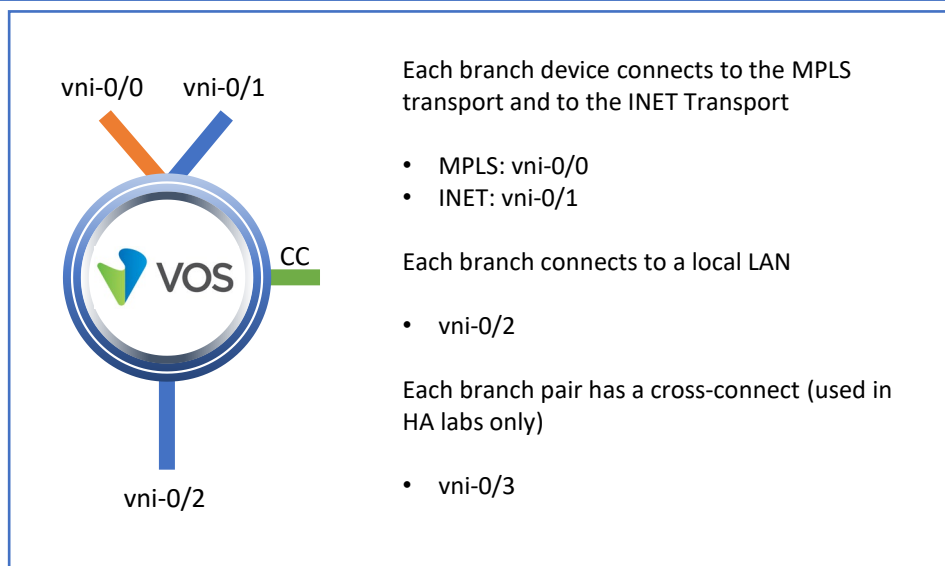 vni-0/0 vni-0/1
CC
VOS
vni-0/2
Each branch device connects to the MPLS
transport and to the INET Transport
• MPLS: vni-0/0
• INET: vni-0/1
Each branch connects to a local LAN
• vni-0/2
Each branch pair has a cross-connect (used in
HA labs only)
• vni-0/3